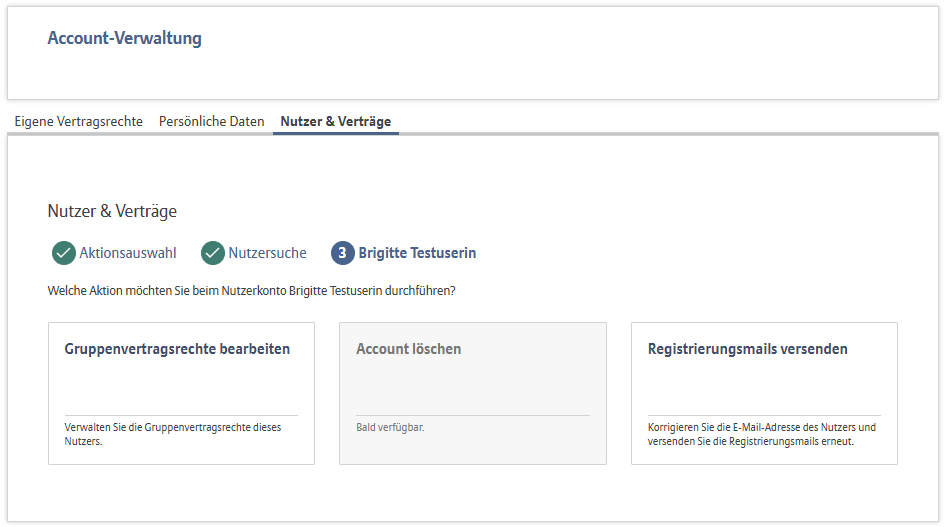 Account-Verwaltung
Eigene Vertragsrechte Persönliche Daten Nutzer & Verträge
Nutzer & Verträge
Aktionsauswahl Nutzersuche 3 Brigitte Testuserin
Welche Aktion möchten Sie beim Nutzerkonto Brigitte Testuserin durchführen?
Gruppenvertragsrechte bearbeiten
Verwalten Sie die Gruppenvertragsrechte dieses
Nutzers.
Account löschen
Bald verfügbar.
Registrierungsmails versenden
Korrigieren Sie die E-Mail-Adresse des Nutzers und
versenden Sie die Registrierungsmails erneut.